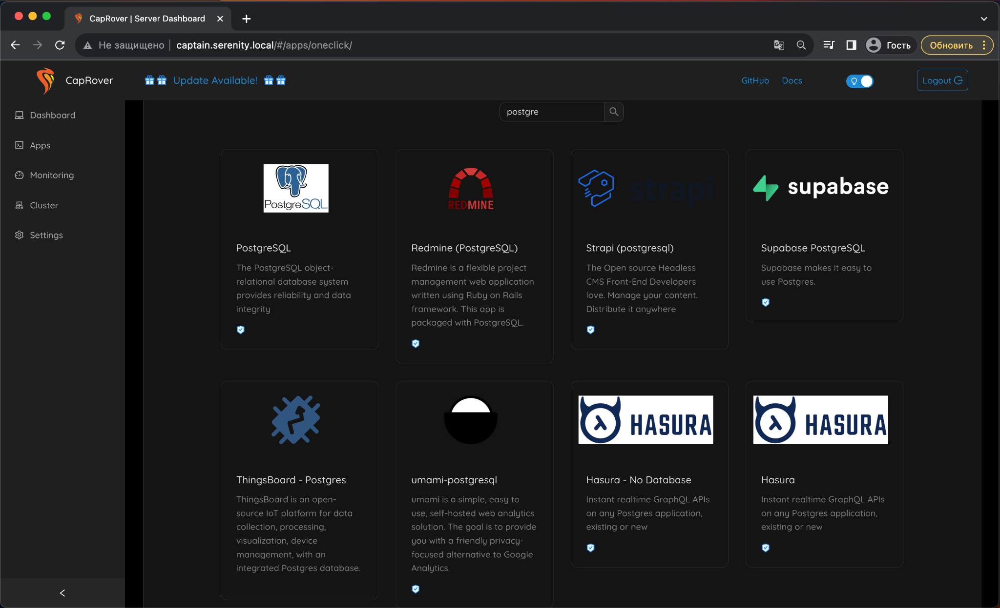 CapRover | Server Dashboard
Не защищено
captain.serenity.local/#/apps/oneclick/
Гость
Обновить
CapRover
Update Available!
GitHub
Docs
Logout
Dashboard
Apps
Monitoring
Cluster
Settings
postgre
PostgreSQL
PostgreSQL
The PostgreSQL object-
relational database system
provides reliability and data
integrity
REDMINE
Redmine (PostgreSQL)
Redmine is a flexible project
management web application
written using Ruby on Rails
framework. This app is
packaged with PostgreSQL.
strapi
Strapi (postgresql)
The Open source Headless
CMS Front-End Developers
love. Manage your content.
Distribute it anywhere
supabase
Supabase PostgreSQL
Supabase makes it easy to
use Postgres.
ThingsBoard - Postgres
ThingsBoard is an open-
source IoT platform for data
collection, processing,
visualization, device
management, with an
integrated Postgres database.
umami-postgresql
umami is a simple, easy to
use, self-hosted web analytics
solution. The goal is to provide
you with a friendly privacy-
focused alternative to Google
Analytics.
HASURA
Hasura - No Database
Instant realtime GraphQL APIs
on any Postgres application,
existing or new
HASURA
Hasura
Instant realtime GraphQL APIs
on any Postgres application,
existing or new